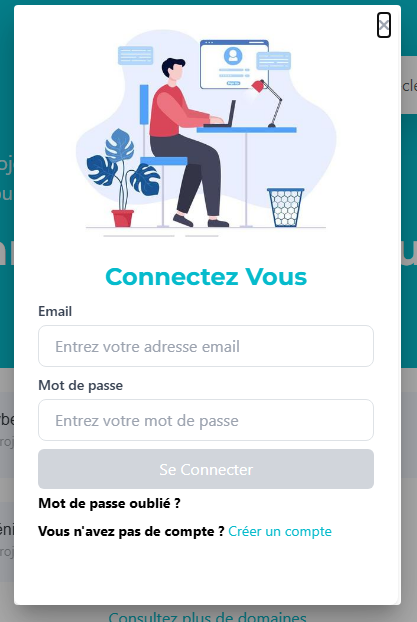 ×
Connectez Vous
Email
Entrez votre adresse email
Mot de passe
Entrez votre mot de passe
Se Connecter
Mot de passe oublié ?
Vous n'avez pas de compte ? Créer un compte
Consultez plus de domaines